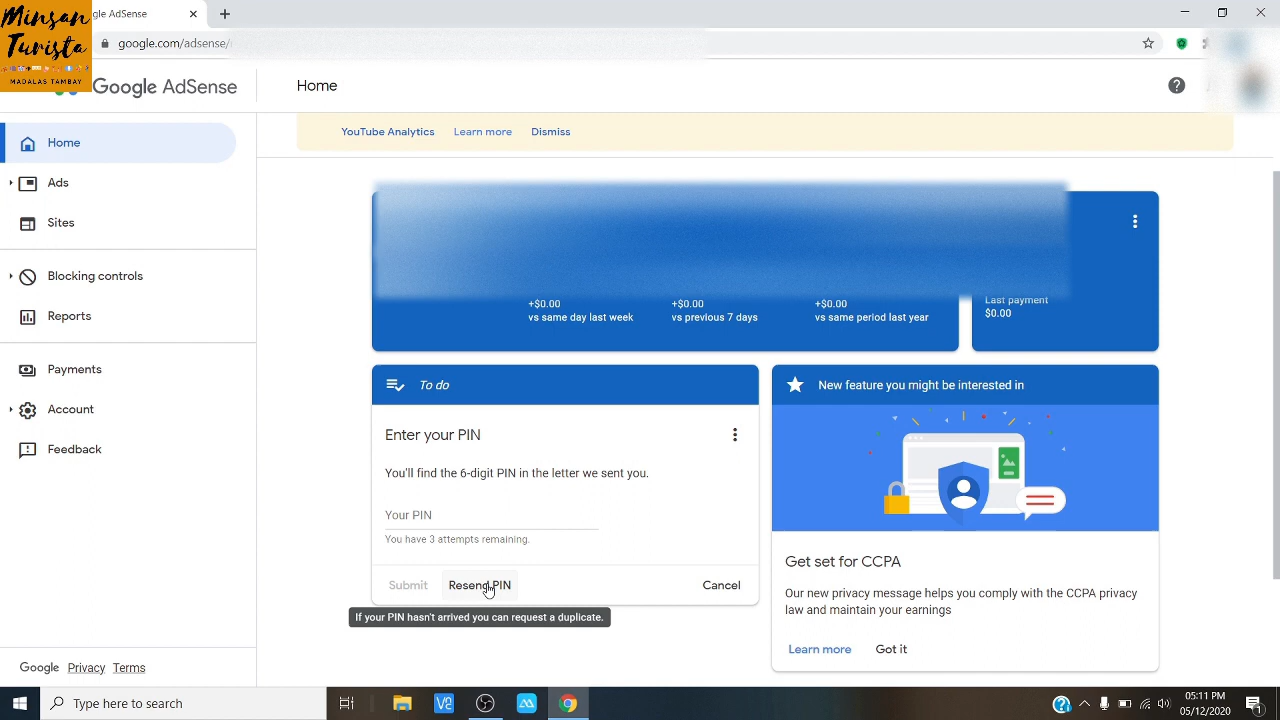 Minsan
Turista
MADALAS TAMBAY
gle AdSense
google.com/adsense/
Google AdSense
Home
Home
Ads
Sites
Blocking controls
Reports
Payments
Account
Feedback
Google Privacy Terms
YouTube Analytics Learn more Dismiss
+$0.00
vs same day last week
+$0.00
vs previous 7 days
+$0.00
vs same period last year
Last payment
$0.00
To do
Enter your PIN
You'll find the 6-digit PIN in the letter we sent you.
Your PIN
You have 3 attempts remaining.
Submit Resend PIN Cancel
If your PIN hasn't arrived you can request a duplicate.
New feature you might be interested in
Get set for CCPA
Our new privacy message helps you comply with the CCPA privacy
law and maintain your earnings
Learn more Got it
Type here to search
05:11 PM
05/12/2020